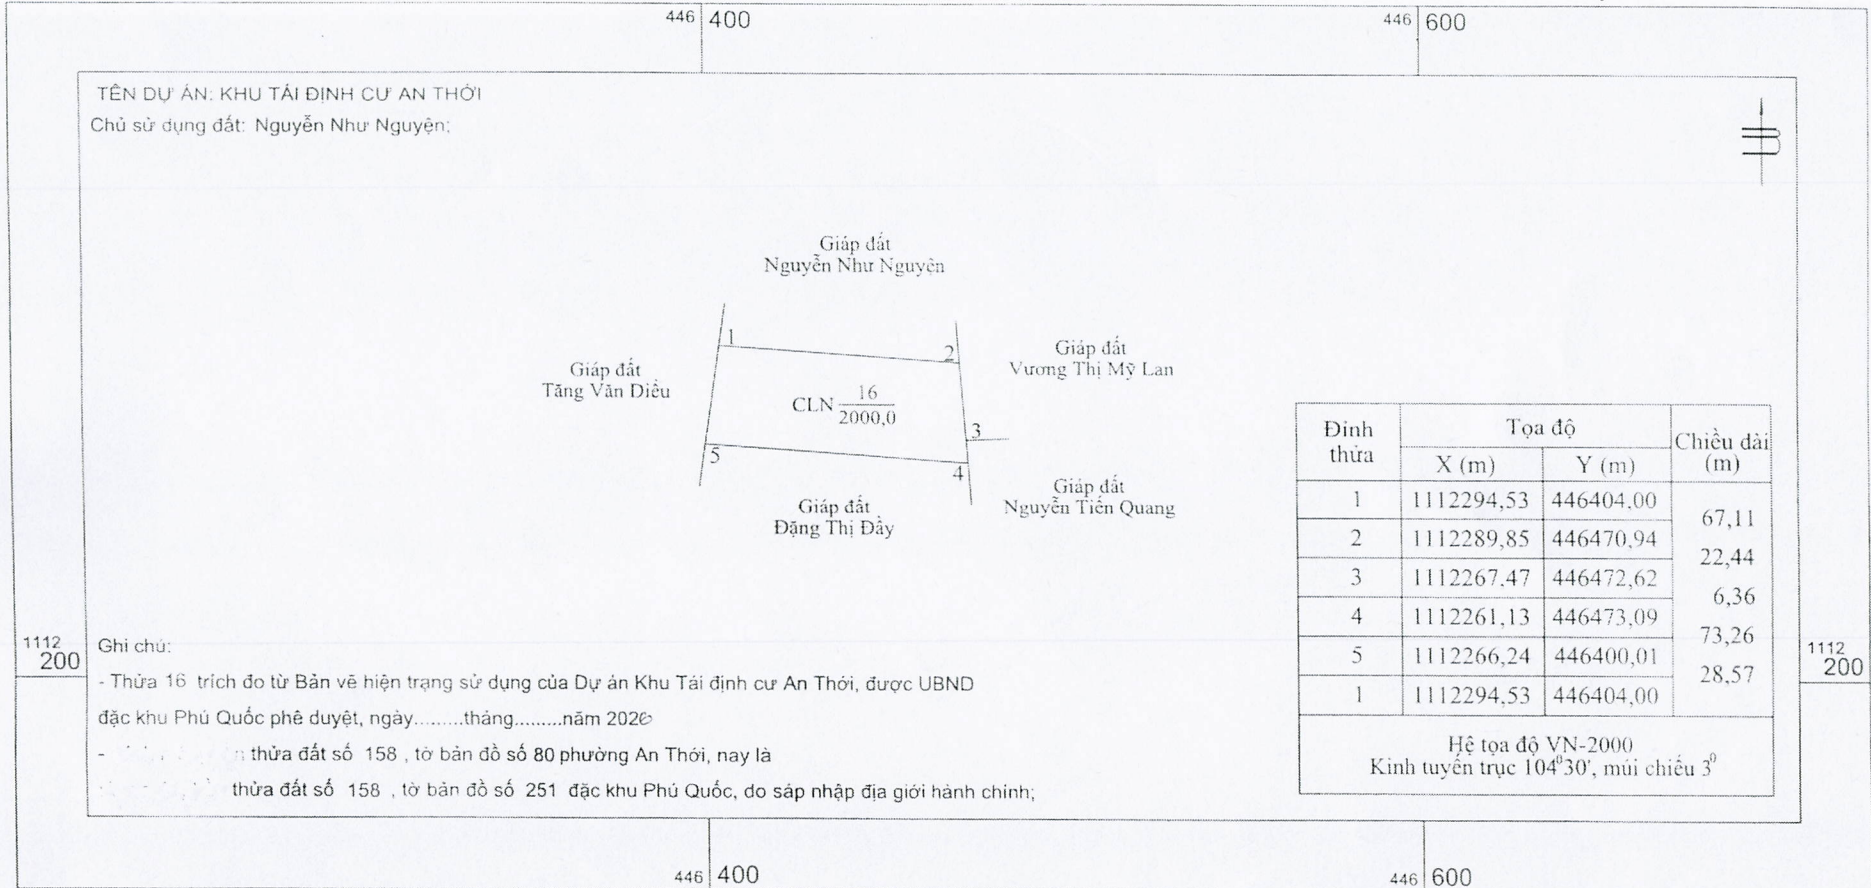 446 400
446 600
TÊN DỰ ÁN: KHU TÁI ĐỊNH CƯ AN THỚI
Chủ sử dụng đất: Nguyễn Như Nguyện;
Giáp đất
Nguyễn Như Nguyện
1
2
Giáp đất
Vương Thị Mỹ Lan
Giáp đất
Tăng Văn Diều
CLN 16
2000,0
3
5
4
Giáp đất
Nguyễn Tiến Quang
Giáp đất
Đặng Thị Đầy
Đỉnh thửa Tọa độ Chiều dài (m)
X (m) Y (m)
1 1112294,53 446404,00
67,11
2 1112289,85 446470,94
22,44
3 1112267,47 446472,62
6,36
4 1112261,13 446473,09
73,26
5 1112266,24 446400,01
28,57
1 1112294,53 446404,00
Hệ tọa độ VN-2000
Kinh tuyến trục 104°30', múi chiếu 3°
1112
200
1112
200
Ghi chú:
- Thửa 16 trích đo từ Bản vẽ hiện trạng sử dụng của Dự án Khu Tái định cư An Thới, được UBND
đặc khu Phú Quốc phê duyệt, ngày.........tháng.........năm 2026
- thửa đất số 158 , tờ bản đồ số 80 phường An Thới, nay là
thửa đất số 158 , tờ bản đồ số 251 đặc khu Phú Quốc, do sáp nhập địa giới hành chính;
446 400
446 600